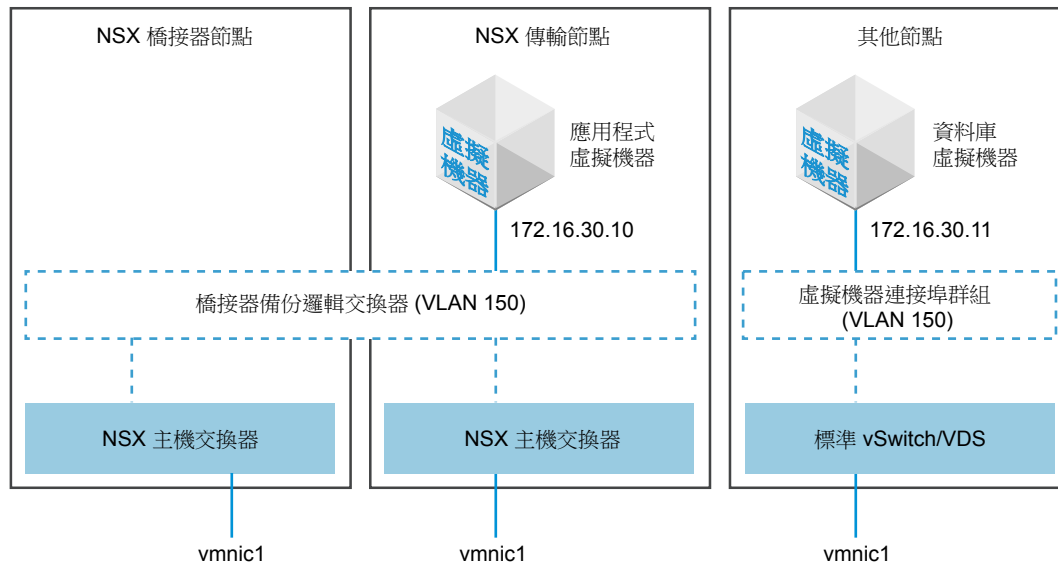 NSX 橋接器節點
NSX 傳輸節點
其他節點
虛擬
機器
應用程式
虛擬機器
虛擬
機器
資料庫
虛擬機器
172.16.30.10
172.16.30.11
橋接器備份邏輯交換器 (VLAN 150)
虛擬機器連接埠群組
(VLAN 150)
NSX 主機交換器
NSX 主機交換器
標準 vSwitch/VDS
vmnic1
vmnic1
vmnic1